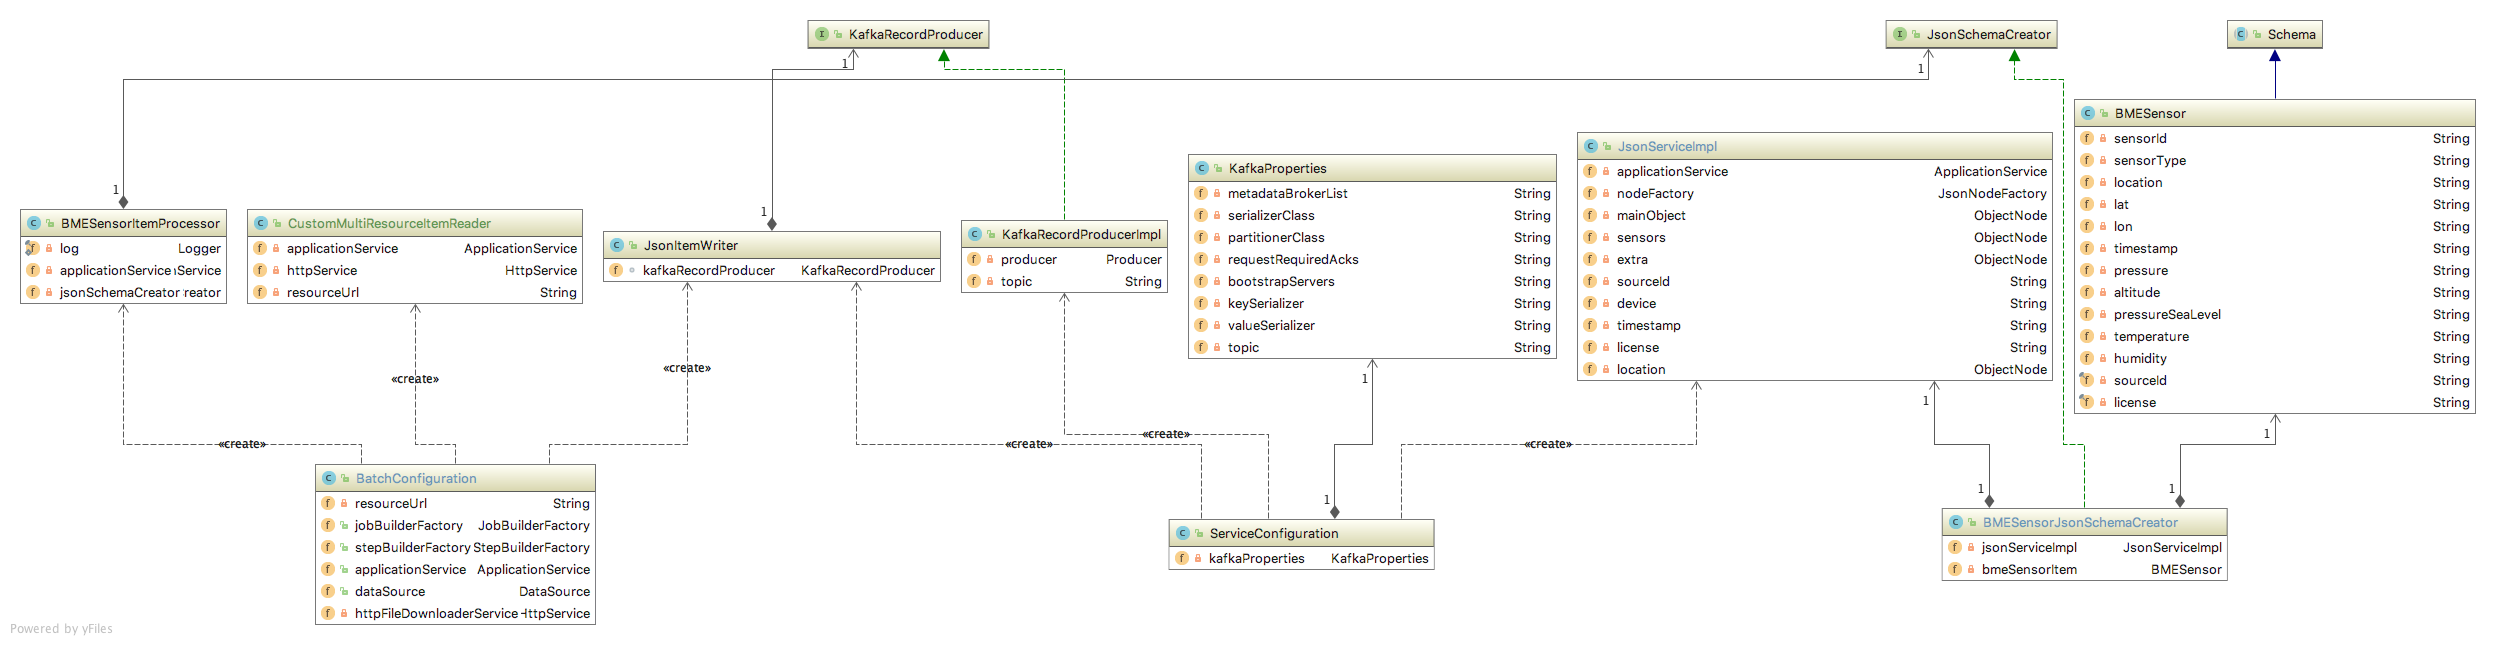 KafkaRecordProducer
JsonSchemaCreator
Schema
1
1
1
1
BMESensorItemProcessor
log Logger
applicationService Service
jsonSchemaCreator reator
CustomMultiResourceItemReader
applicationService ApplicationService
httpService HttpService
resourceUrl String
JsonItemWriter
kafkaRecordProducer KafkaRecordProducer
KafkaRecordProducerImpl
producer Producer
topic String
KafkaProperties
metadataBrokerList String
serializerClass String
partitionerClass String
requestRequiredAcks String
bootstrapServers String
keySerializer String
valueSerializer String
topic String
JsonServiceImpl
applicationService ApplicationService
nodeFactory JsonNodeFactory
mainObject ObjectNode
sensors ObjectNode
extra ObjectNode
sourceId String
device String
timestamp String
license String
location ObjectNode
BMESensor
sensorId String
sensorType String
location String
lat String
lon String
timestamp String
pressure String
altitude String
pressureSeaLevel String
temperature String
humidity String
sourceId String
license String
«create»
«create»
«create»
«create»
«create»
«create»
1
1
1
1
1
1
BatchConfiguration
resourceUrl String
jobBuilderFactory JobBuilderFactory
stepBuilderFactory StepBuilderFactory
applicationService ApplicationService
dataSource DataSource
httpFileDownloaderService HttpService
ServiceConfiguration
kafkaProperties KafkaProperties
BMESensorJsonSchemaCreator
jsonServiceImpl JsonServiceImpl
bmeSensorItem BMESensor
Powered by yFiles